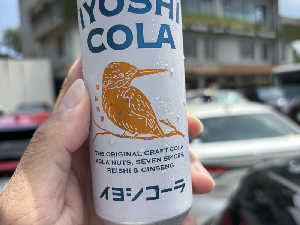 IYOSHI
COLA
THE ORIGINAL CRAFT COLA
KOLA NUTS, SEVEN SPICES,
REISHI & GINSENG
イヨシコーラ